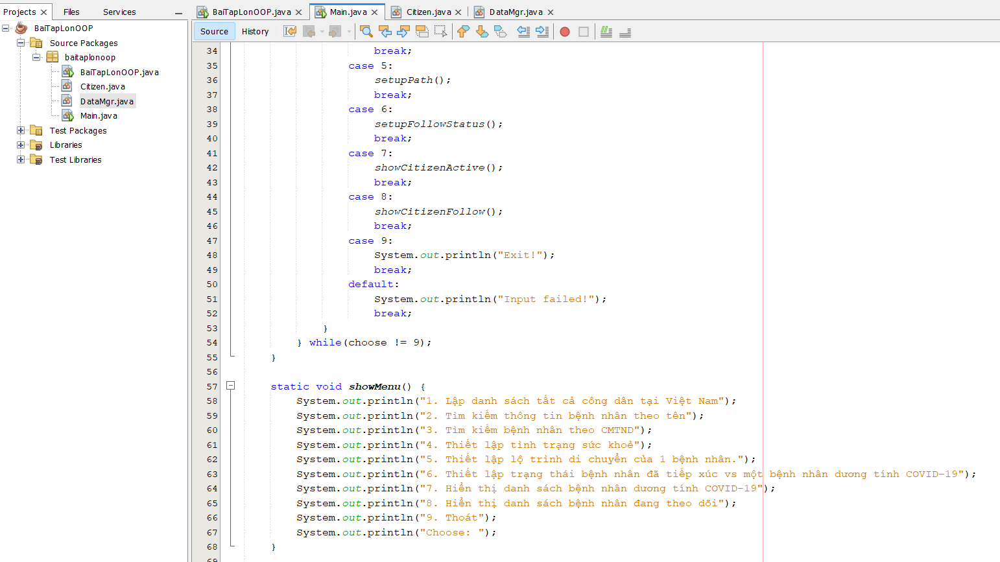 Projects Files Services
BaiTapLonOOP
Source Packages
baitaplonoop
BaiTapLonOOP.java
Citizen.java
DataMgr.java
Main.java
Test Packages
Libraries
Test Libraries
BaiTapLonOOP.java Main.java Citizen.java DataMgr.java
Source History
34 break;
35 case 5:
36 setupPath();
37 break;
38 case 6:
39 setupFollowStatus();
40 break;
41 case 7:
42 showCitizenActive();
43 break;
44 case 8:
45 showCitizenFollow();
46 break;
47 case 9:
48 System.out.println("Exit!");
49 break;
50 default:
51 System.out.println("Input failed!");
52 break;
53 }
54 } while(choose != 9);
55 }
56
57 static void showMenu() {
58 System.out.println("1. Lập danh sách tất cả công dân tại Việt Nam");
59 System.out.println("2. Tìm kiếm thông tin bệnh nhân theo tên");
60 System.out.println("3. Tìm kiếm bệnh nhân theo CMTND");
61 System.out.println("4. Thiết lập tình trạng sức khoẻ");
62 System.out.println("5. Thiết lập lộ trình di chuyển của 1 bệnh nhân.");
63 System.out.println("6. Thiết lập trạng thái bệnh nhân đã tiếp xúc vs một bệnh nhân dương tính COVID-19");
64 System.out.println("7. Hiển thị danh sách bệnh nhân dương tính COVID-19");
65 System.out.println("8. Hiển thị danh sách bệnh nhân đang theo dõi");
66 System.out.println("9. Thoát");
67 System.out.println("Choose: ");
68 }
69